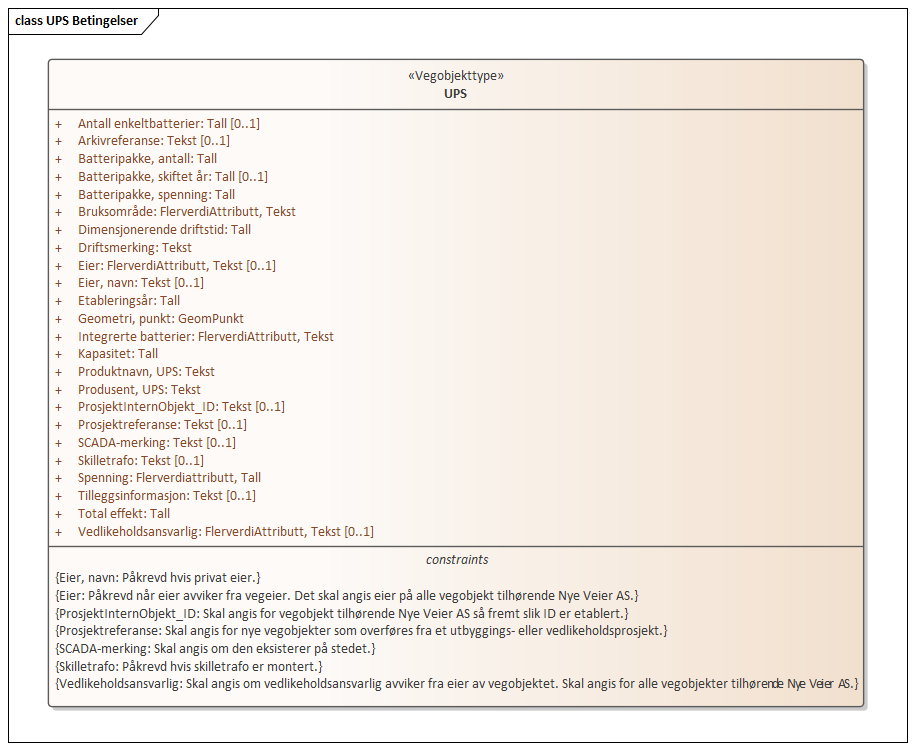 class UPS Betingelser
«Vegobjekttype»
UPS
+ Antall enkeltbatterier: Tall [0..1]
+ Arkivreferanse: Tekst [0..1]
+ Batteripakke, antall: Tall
+ Batteripakke, skiftet år: Tall [0..1]
+ Batteripakke, spenning: Tall
+ Bruksområde: FlerverdiAttributt, Tekst
+ Dimensjonerende driftstid: Tall
+ Driftsmerking: Tekst
+ Eier: FlerverdiAttributt, Tekst [0..1]
+ Eier, navn: Tekst [0..1]
+ Etableringsår: Tall
+ Geometri, punkt: GeomPunkt
+ Integrerte batterier: FlerverdiAttributt, Tekst
+ Kapasitet: Tall
+ Produktnavn, UPS: Tekst
+ Produsent, UPS: Tekst
+ ProsjektInternObjekt_ID: Tekst [0..1]
+ Prosjektreferanse: Tekst [0..1]
+ SCADA-merking: Tekst [0..1]
+ Skilletrafo: Tekst [0..1]
+ Spenning: Flerverdiattributt, Tall
+ Tilleggsinformasjon: Tekst [0..1]
+ Total effekt: Tall
+ Vedlikeholdsansvarlig: FlerverdiAttributt, Tekst [0..1]
constraints
{Eier, navn: Påkrevd hvis privat eier.}
{Eier: Påkrevd når eier avviker fra vegeier. Det skal angis eier på alle vegobjekt tilhørende Nye Veier AS.}
{ProsjektInternObjekt_ID: Skal angis for vegobjekt tilhørende Nye Veier AS så fremt slik ID er etablert.}
{Prosjektreferanse: Skal angis for nye vegobjekter som overføres fra et utbyggings- eller vedlikeholdsprosjekt.}
{SCADA-merking: Skal angis om den eksisterer på stedet.}
{Skilletrafo: Påkrevd hvis skilletrafo er montert.}
{Vedlikeholdsansvarlig: Skal angis om vedlikeholdsansvarlig avviker fra eier av vegobjektet. Skal angis for alle vegobjekter tilhørende Nye Veier AS.}